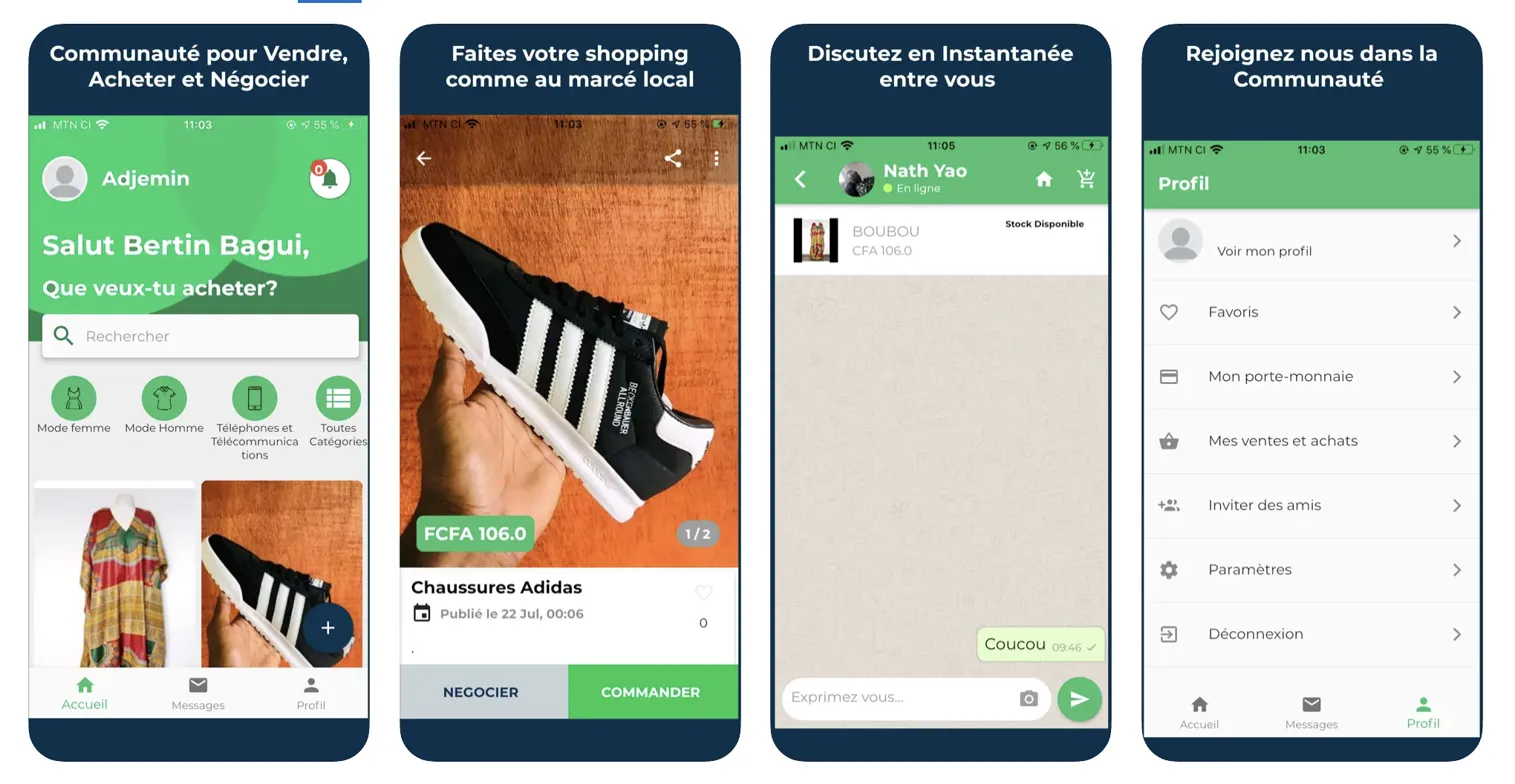 Communauté pour Vendre,
Acheter et Négocier
MTN CI
11:03
55 %
Adjemin
0
Salut Bertin Bagui,
Que veux-tu acheter?
Rechercher
Mode femme
Mode Homme
Téléphones et
Télécommunica
tions
Toutes
Catégories
+
Accueil
Messages
Profil
Faites votre shopping
comme au marcé local
MTN CI
11:03
55 %
BECKENBAUER
ALLROUND
FCFA 106.0
1 / 2
Chaussures Adidas
Publié le 22 Jul, 00:06
0
.
NEGOCIER
COMMANDER
Discutez en Instantanée
entre vous
MTN CI
11:05
56 %
Nath Yao
En ligne
BOUBOU
Stock Disponible
CFA 106.0
Coucou 09:46
Exprimez vous...
Rejoignez nous dans la
Communauté
MTN CI
11:03
55 %
Profil
Voir mon profil
Favoris
Mon porte-monnaie
Mes ventes et achats
Inviter des amis
Paramètres
Déconnexion
Accueil
Messages
Profil